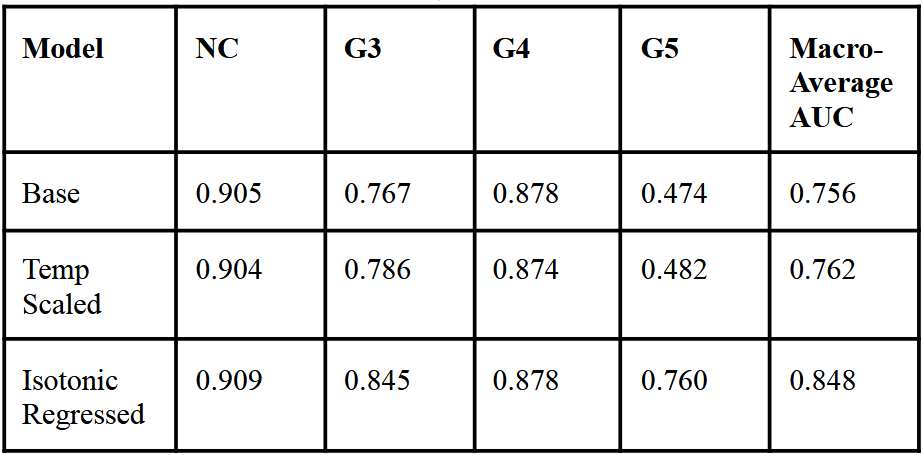 Model NC G3 G4 G5 Macro-
Average
AUC
Base 0.905 0.767 0.878 0.474 0.756
Temp 0.904 0.786 0.874 0.482 0.762
Scaled
Isotonic 0.909 0.845 0.878 0.760 0.848
Regressed